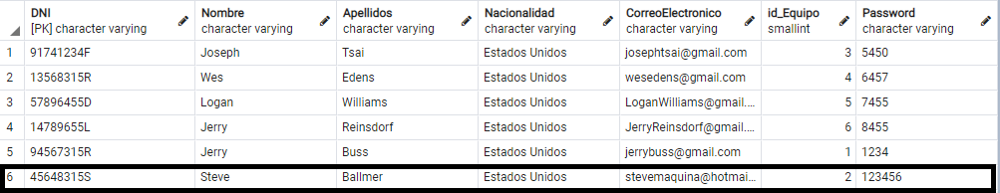 DNI Nombre Apellidos Nacionalidad CorreoElectronico id_Equipo Password
[PK] character varying character varying character varying character varying character varying smallint character varying
1 91741234F Joseph Tsai Estados Unidos josephtsai@gmail.com 3 5450
2 13568315R Wes Edens Estados Unidos wesedens@gmail.com 4 6457
3 57896455D Logan Williams Estados Unidos LoganWilliams@gmail.... 5 7455
4 14789655L Jerry Reinsdorf Estados Unidos JerryReinsdorf@gmail.... 6 8455
5 94567315R Jerry Buss Estados Unidos jerrybuss@gmail.com 1 1234
6 45648315S Steve Ballmer Estados Unidos stevemaquina@hotmai... 2 123456